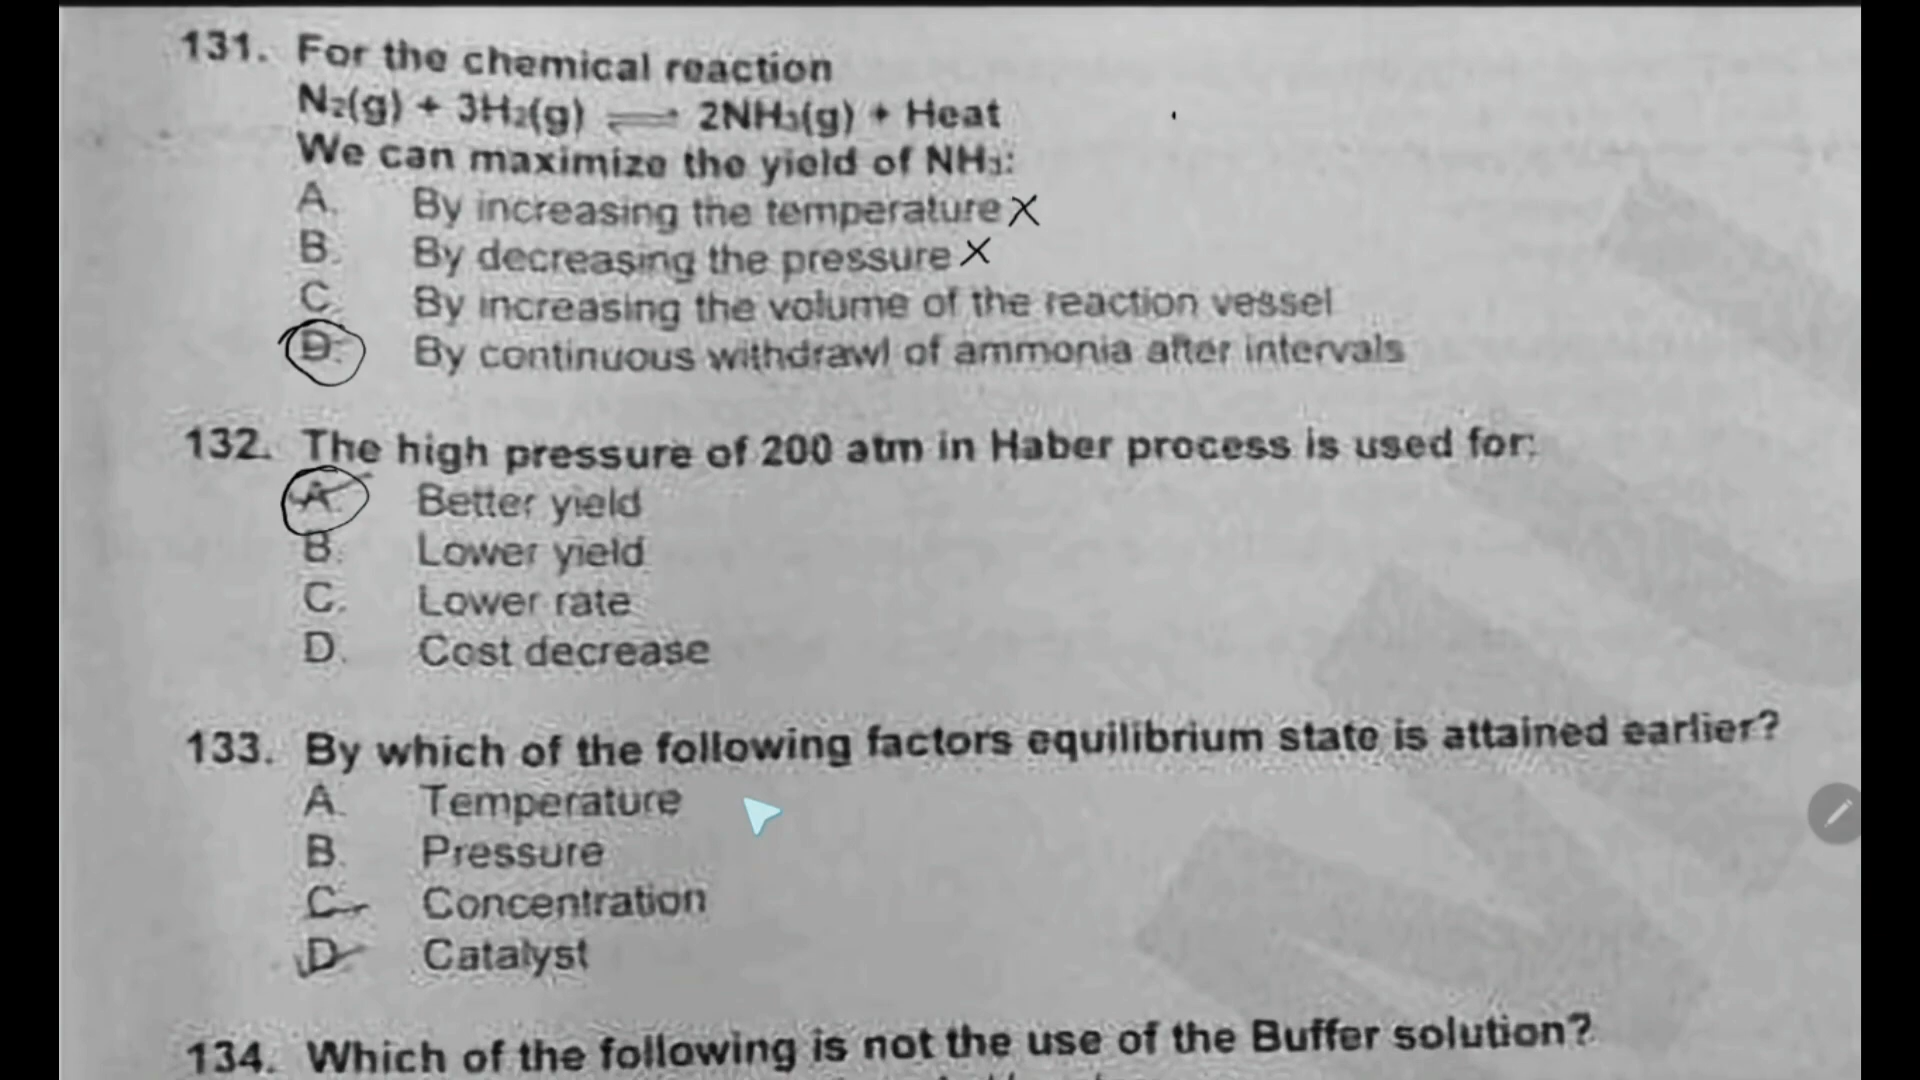 131. For the chemical reaction
N₂(g) + 3H₂(g) ⇌ 2NH₃(g) + Heat
We can maximize the yield of NH₃:
A. By increasing the temperature X
B. By decreasing the pressure X
C. By increasing the volume of the reaction vessel
D. By continuous withdrawl of ammonia after intervals
132. The high pressure of 200 atm in Haber process is used for:
A. Better yield
B. Lower yield
C. Lower rate
D. Cost decrease
133. By which of the following factors equilibrium state is attained earlier?
A. Temperature
B. Pressure
C. Concentration
D. Catalyst
134. Which of the following is not the use of the Buffer solution?